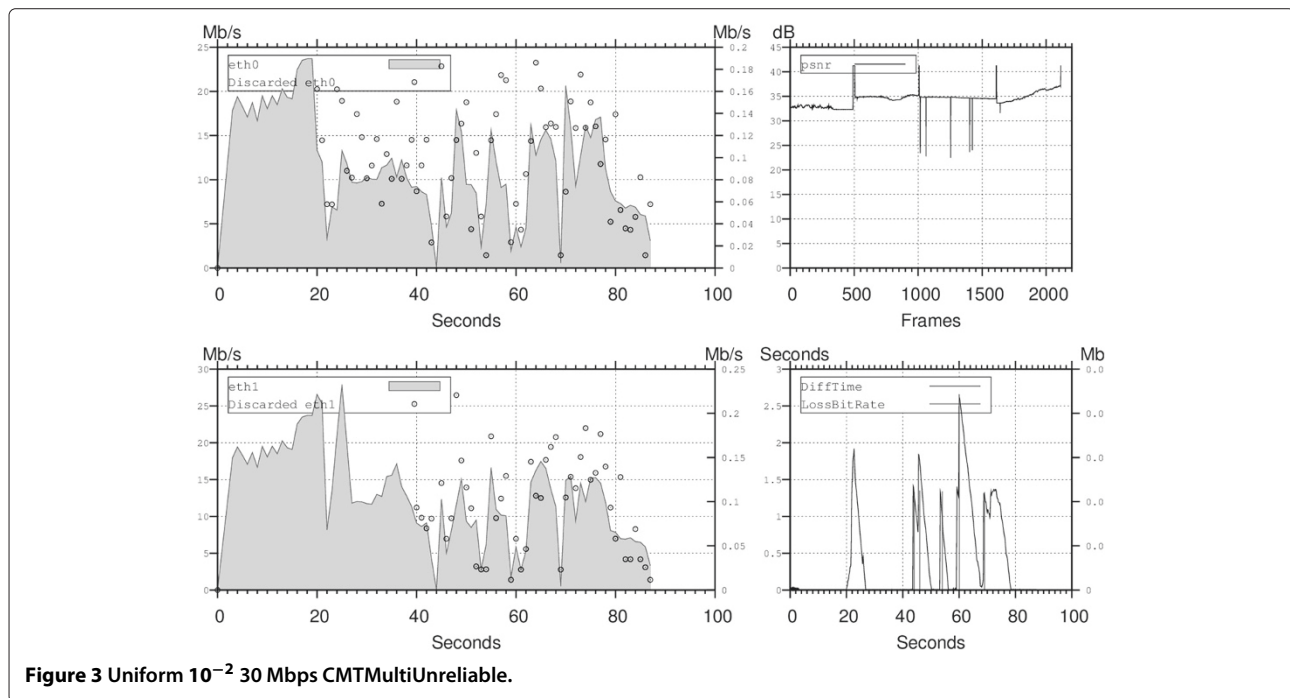 Mb/s Mb/s
25 0.2
eth0
Discarded eth0
20 0.18
0.16
15 0.14
0.12
10 0.1
0.08
5 0.06
0.04
0.02
0 0
0 20 40 60 80 100
Seconds
dB
45
psnr
40
35
30
25
20
15
10
5
0
0 500 1000 1500 2000
Frames
Mb/s Mb/s
30 0.25
eth1
Discarded eth1
25 0.2
20
0.15
15
0.1
10
0.05
5
0 0
0 20 40 60 80 100
Seconds
Seconds Mb
3 0.0
DiffTime
LossBitRate
2.5 0.0
2
0.0
1.5
0.0
1
0.0
0.5
0 0
0 20 40 60 80 100
Seconds
Figure 3 Uniform 10⁻² 30 Mbps CMTMultiUnreliable.